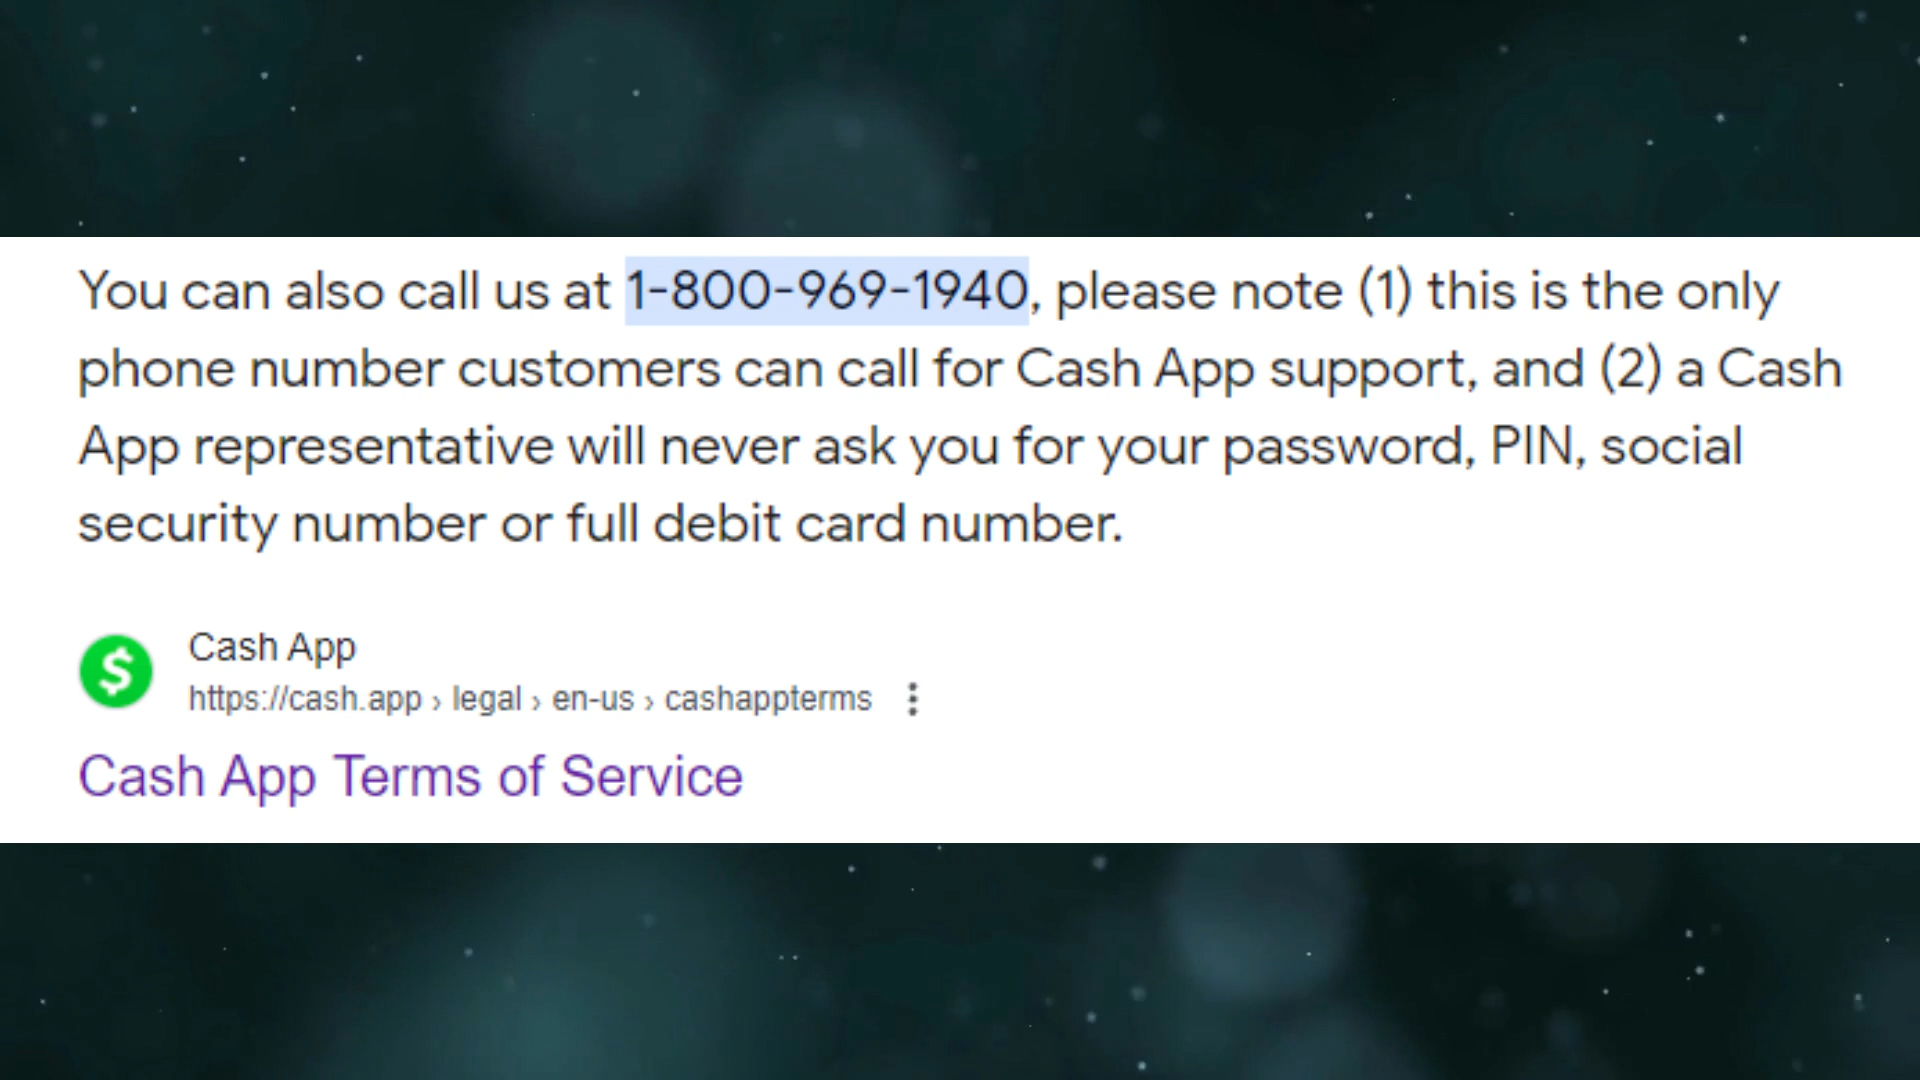 You can also call us at 1-800-969-1940, please note (1) this is the only
phone number customers can call for Cash App support, and (2) a Cash
App representative will never ask you for your password, PIN, social
security number or full debit card number.
$
Cash App
https://cash.app › legal › en-us › cashappterms
Cash App Terms of Service